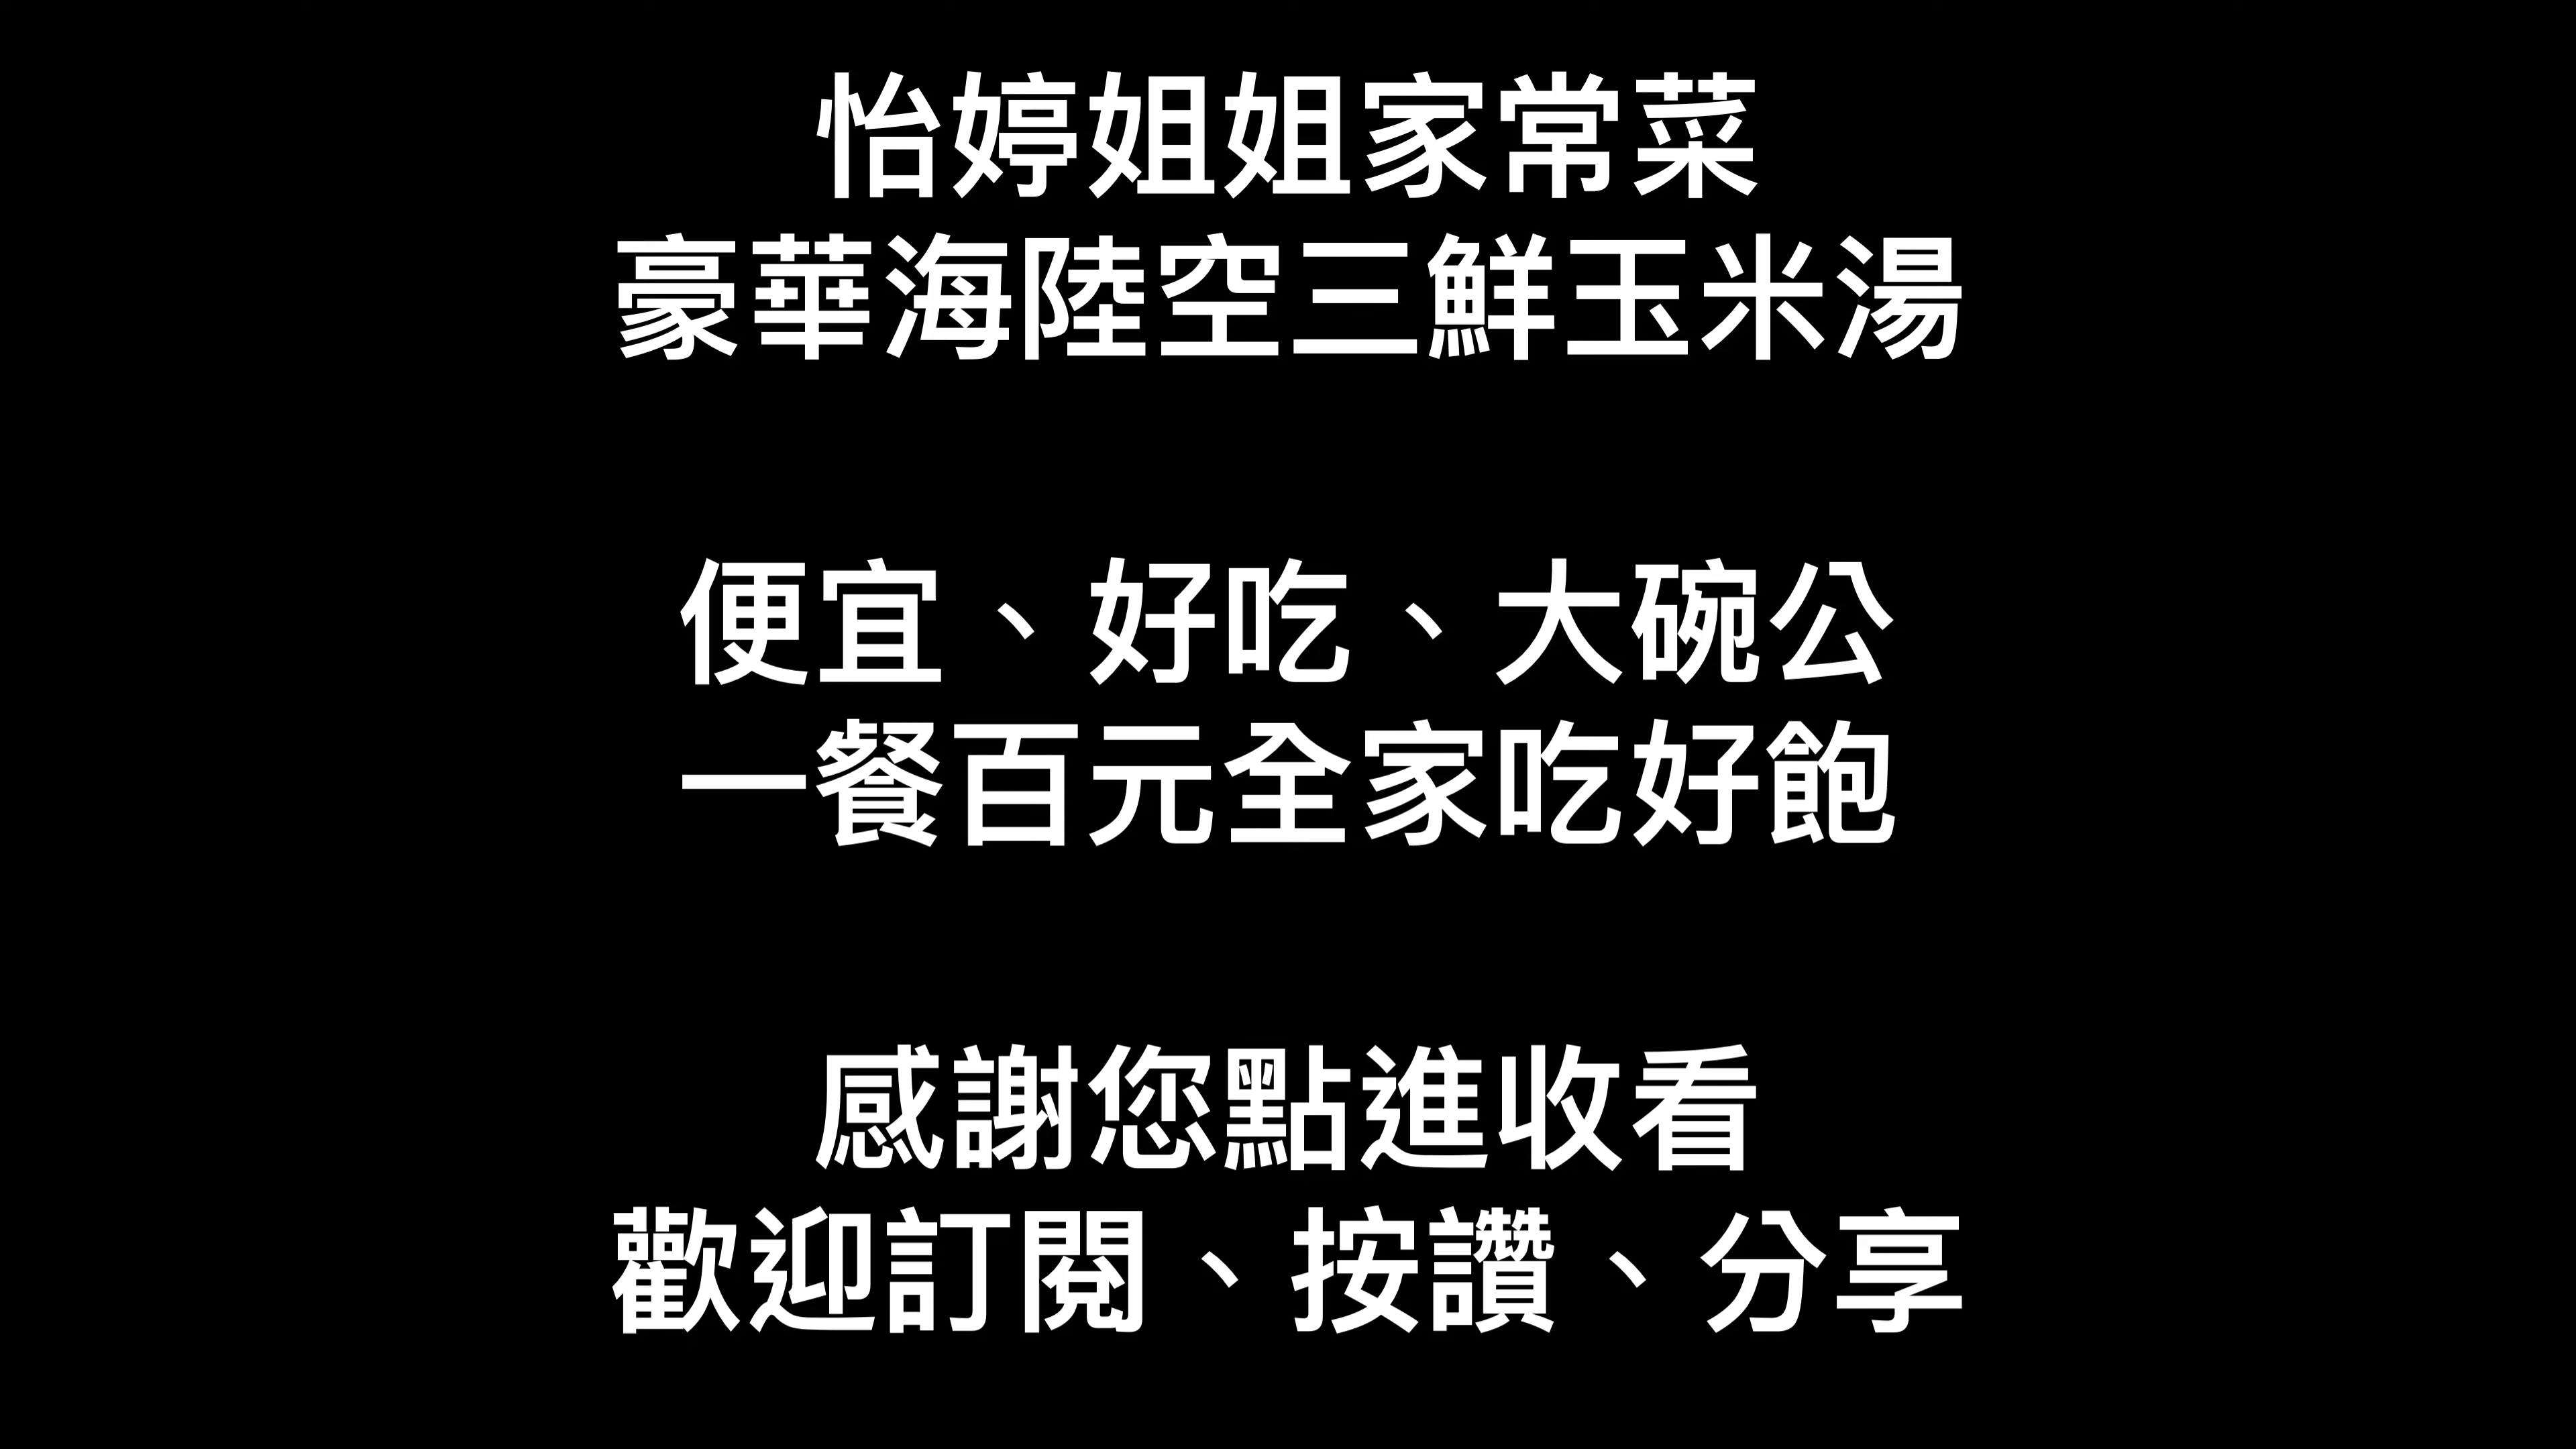 怡婷姐姐家常菜
豪華海陸空三鮮玉米湯
便宜、好吃、大碗公
一餐百元全家吃好飽
感謝您點進收看
歡迎訂閱、按讚、分享